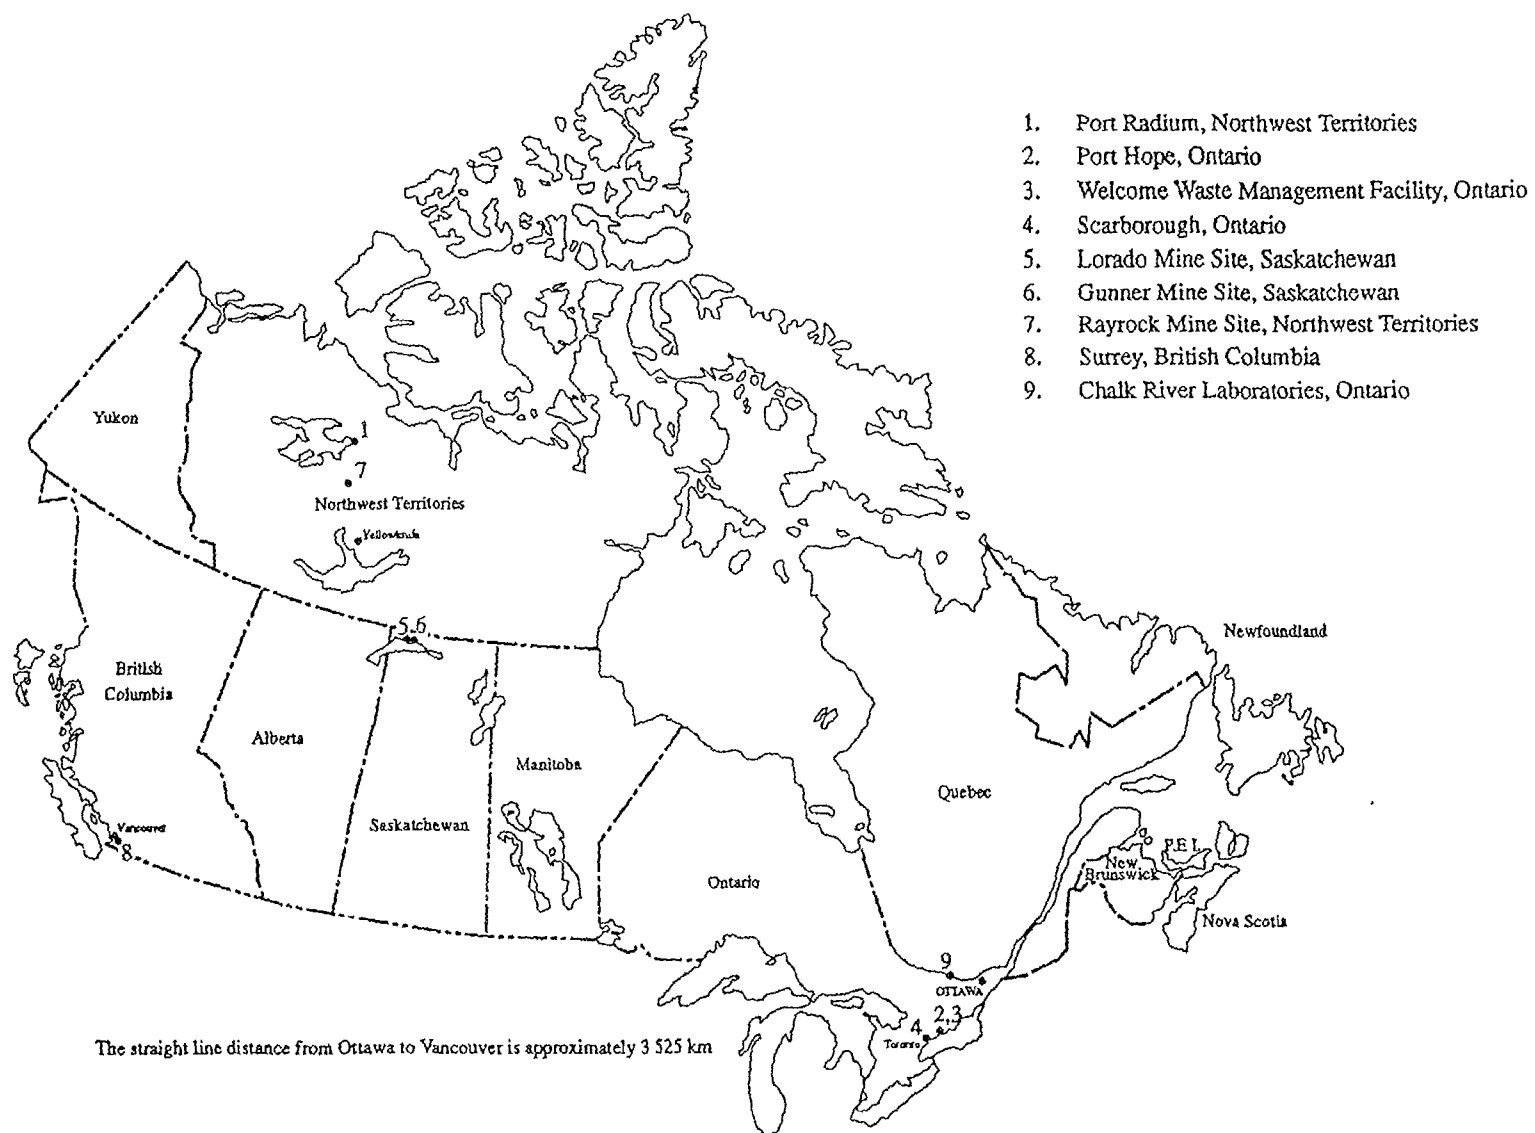 1. Port Radium, Northwest Territories
2. Port Hope, Ontario
3. Welcome Waste Management Facility, Ontario
4. Scarborough, Ontario
5. Lorado Mine Site, Saskatchewan
6. Gunner Mine Site, Saskatchewan
7. Rayrock Mine Site, Northwest Territories
8. Surrey, British Columbia
9. Chalk River Laboratories, Ontario
Yukon
1
7
Northwest Territories
Yellowknife
5,6
Newfoundland
British
Columbia
Alberta
Manitoba
Quebec
Saskatchewan
Vancouver
8
P.E.I.
New
Brunswick
Ontario
Nova Scotia
9
OTTAWA
2,3
4
Toronto
The straight line distance from Ottawa to Vancouver is approximately 3 525 km